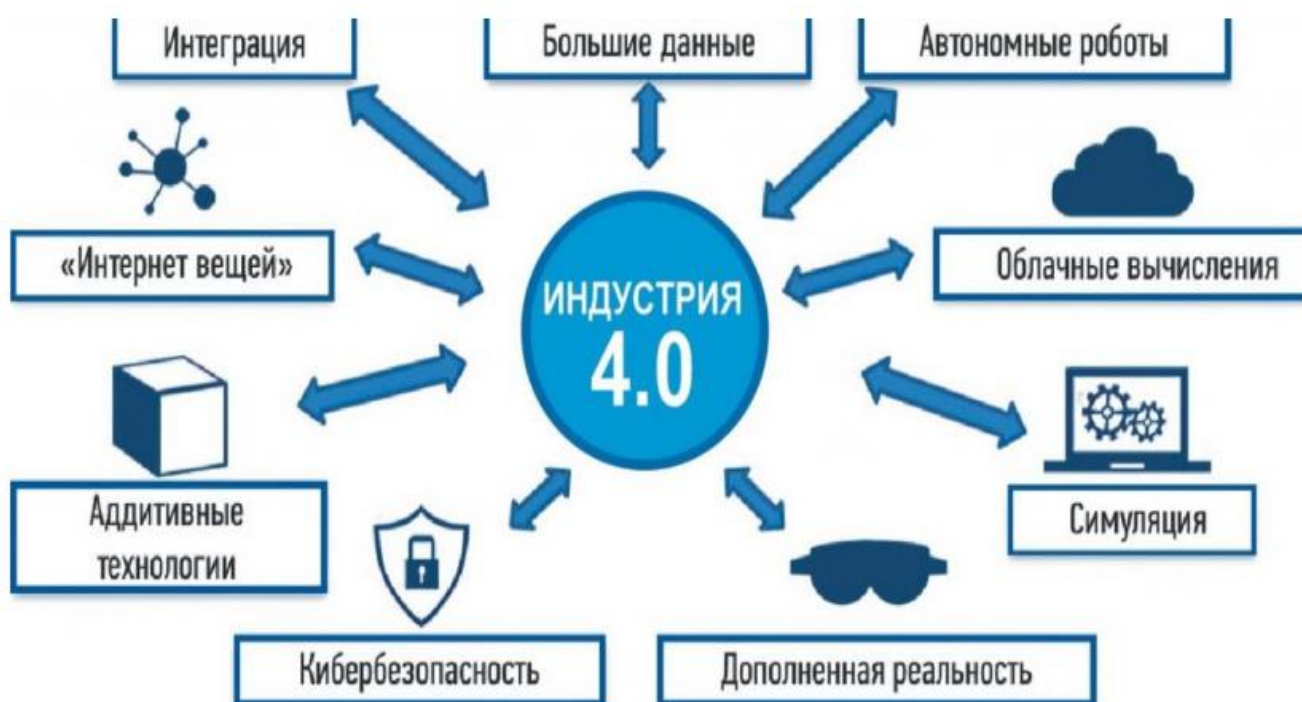 Интеграция
Большие данные
Автономные роботы
«Интернет вещей»
Облачные вычисления
ИНДУСТРИЯ
4.0
Аддитивные
технологии
Симуляция
Кибербезопасность
Дополненная реальность